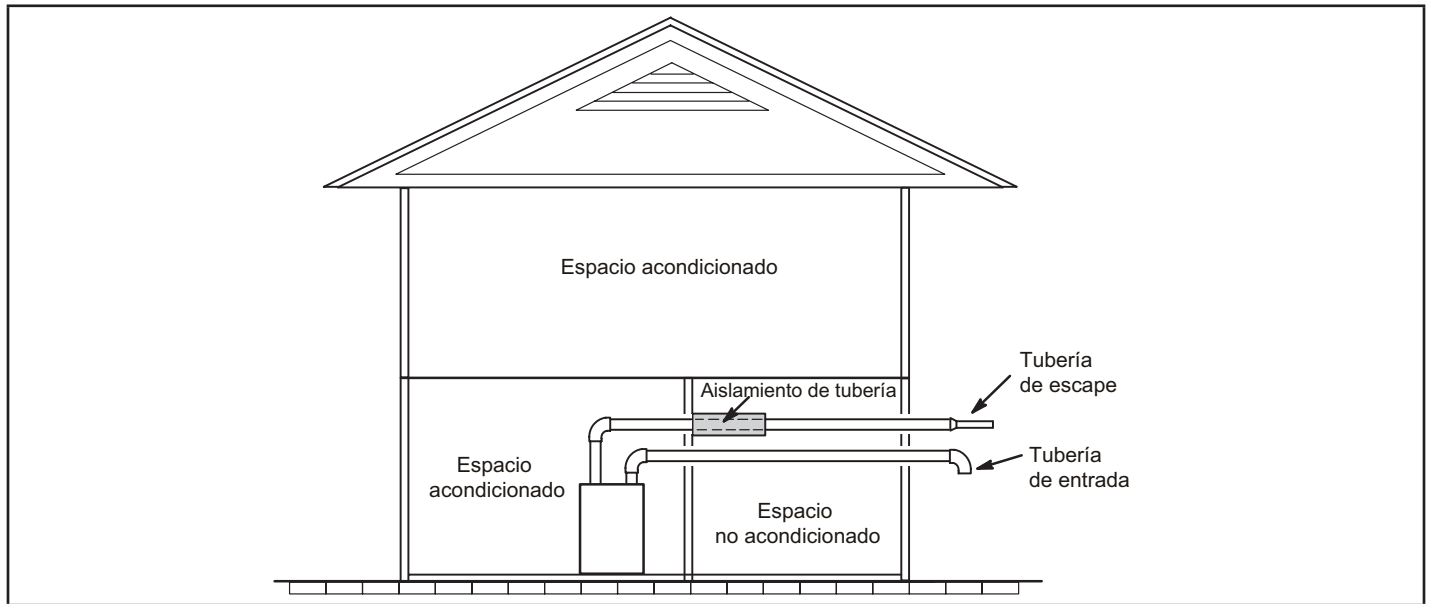 Espacio acondicionado
Tubería
de escape
Aislamiento de tubería
Tubería
de entrada
Espacio
acondicionado
Espacio
no acondicionado